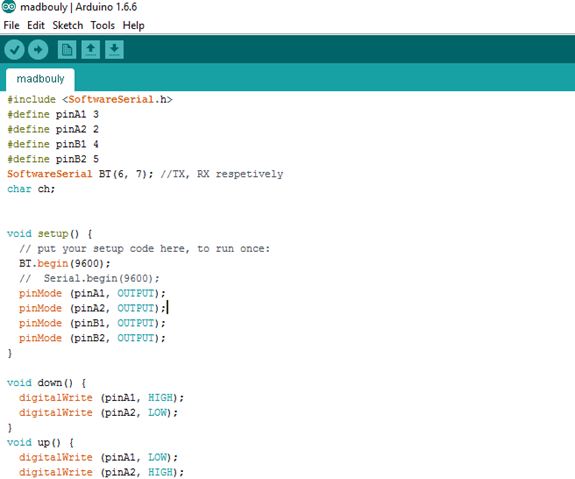 madbouly | Arduino 1.6.6
File Edit Sketch Tools Help
madbouly
#include <SoftwareSerial.h>
#define pinA1 3
#define pinA2 2
#define pinB1 4
#define pinB2 5
SoftwareSerial BT(6, 7); //TX, RX respetively
char ch;
void setup() {
  // put your setup code here, to run once:
  BT.begin(9600);
  //  Serial.begin(9600);
  pinMode (pinA1, OUTPUT);
  pinMode (pinA2, OUTPUT);
  pinMode (pinB1, OUTPUT);
  pinMode (pinB2, OUTPUT);
}
void down() {
  digitalWrite (pinA1, HIGH);
  digitalWrite (pinA2, LOW);
}
void up() {
  digitalWrite (pinA1, LOW);
  digitalWrite (pinA2, HIGH);